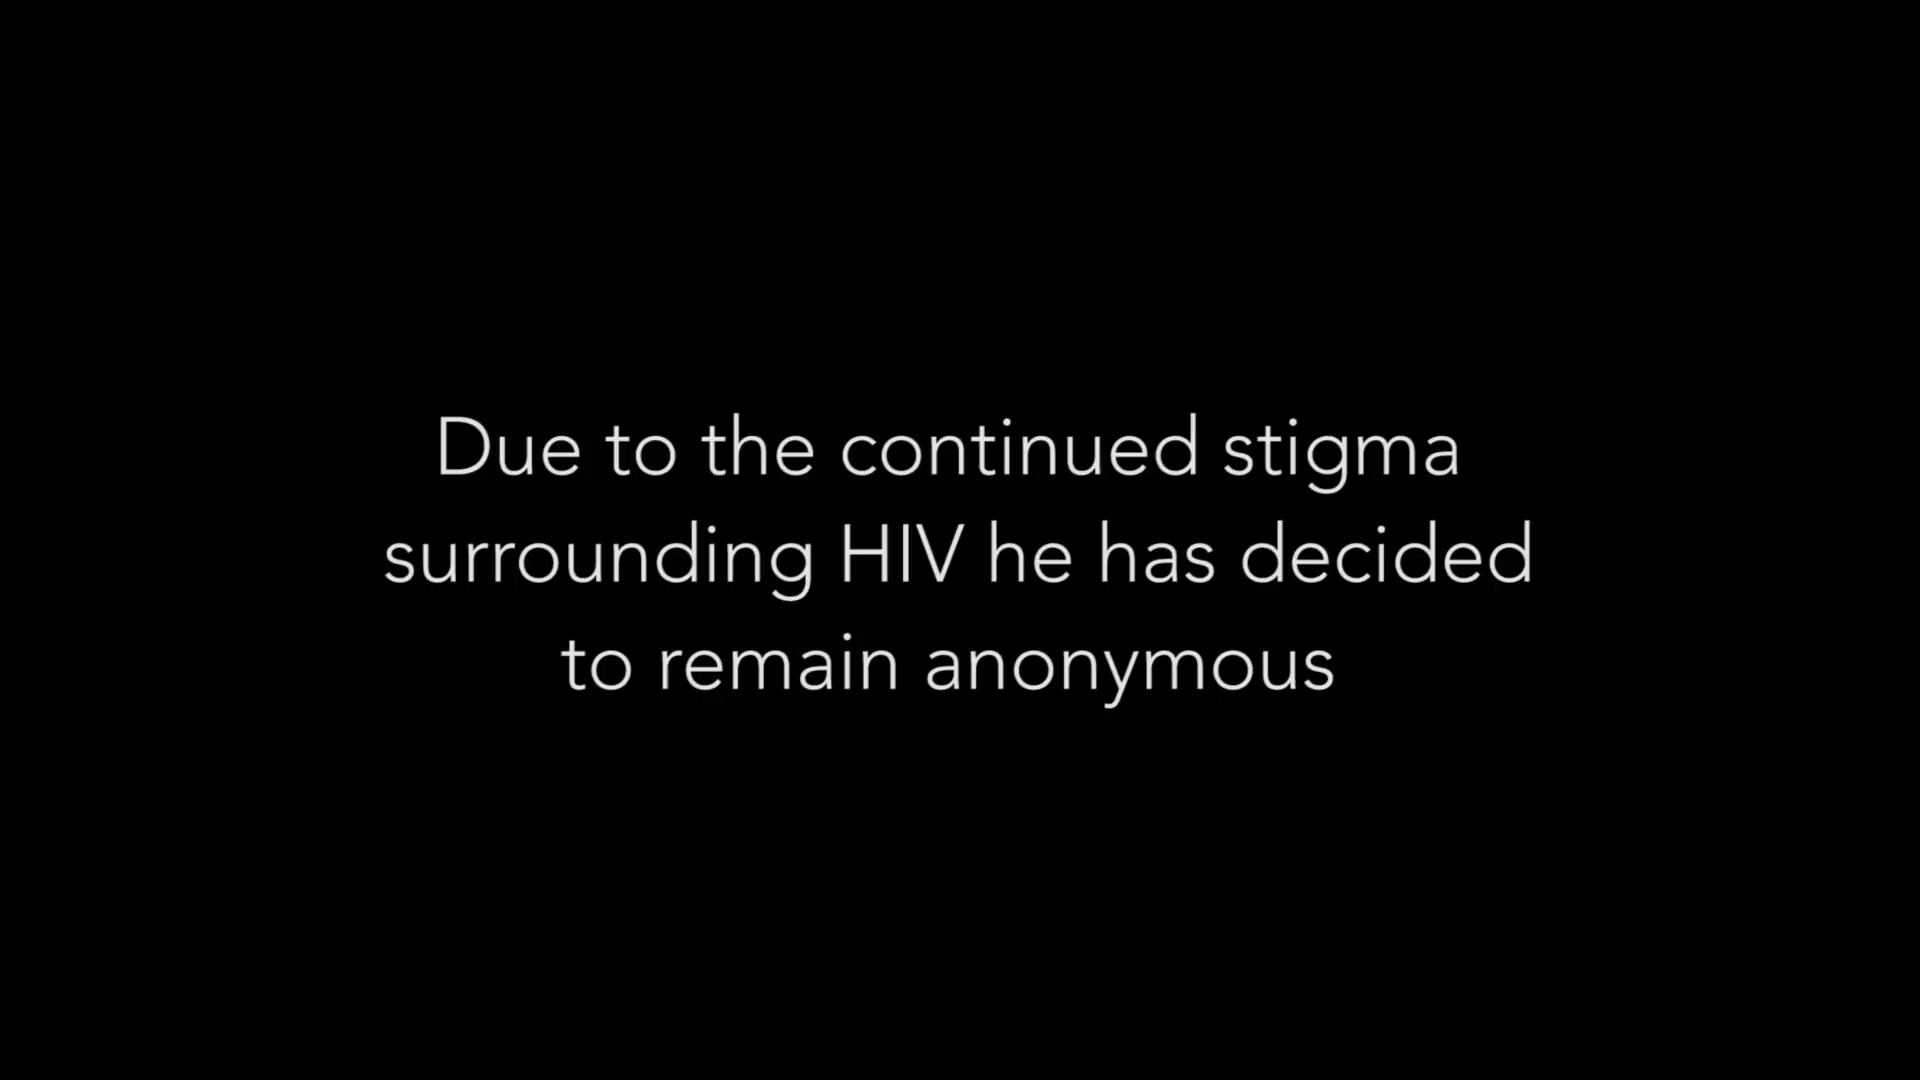 Due to the continued stigma
surrounding HIV he has decided
to remain anonymous